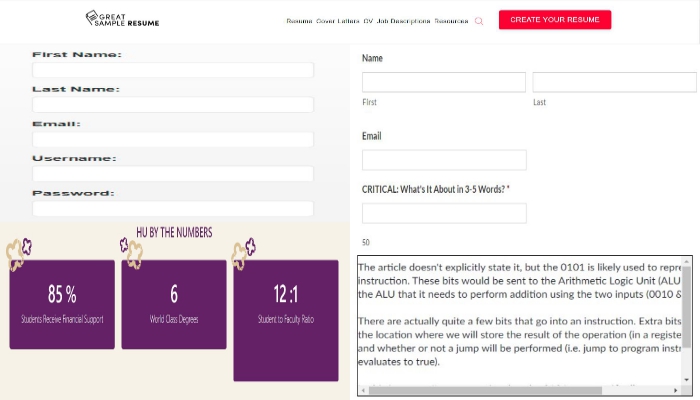 GREAT
SAMPLE RESUME
Resume Cover Letters CV Job Descriptions Resources
CREATE YOUR RESUME
First Name:
Last Name:
Email:
Username:
Password:
HU BY THE NUMBERS
85 %
Students Receive Financial Support
6
World Class Degrees
12 :1
Student to Faculty Ratio
Name
First Last
Email
CRITICAL: What's It About in 3-5 Words? *
50
The article doesn't explicitly state it, but the 0101 is likely used to repre
instruction. These bits would be sent to the Arithmetic Logic Unit (ALU
the ALU that it needs to perform addition using the two inputs (0010 &
There are actually quite a few bits that go into an instruction. Extra bits
the location where we will store the result of the operation (in a registe
and whether or not a jump will be performed (i.e. jump to program instr
evaluates to true).